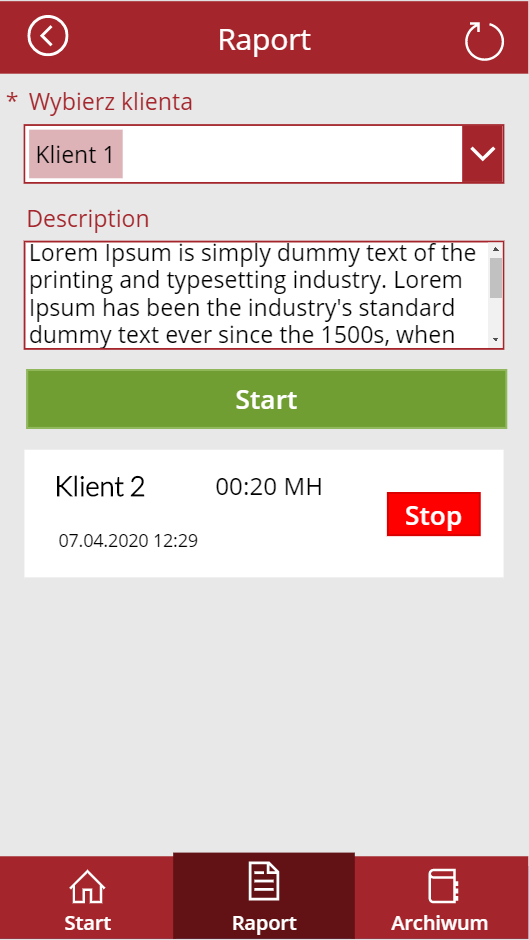 Raport
* Wybierz klienta
Klient 1
Description
Lorem Ipsum is simply dummy text of the
printing and typesetting industry. Lorem
Ipsum has been the industry's standard
dummy text ever since the 1500s, when
Start
Klient 2
00:20 MH
Stop
07.04.2020 12:29
Start
Raport
Archiwum